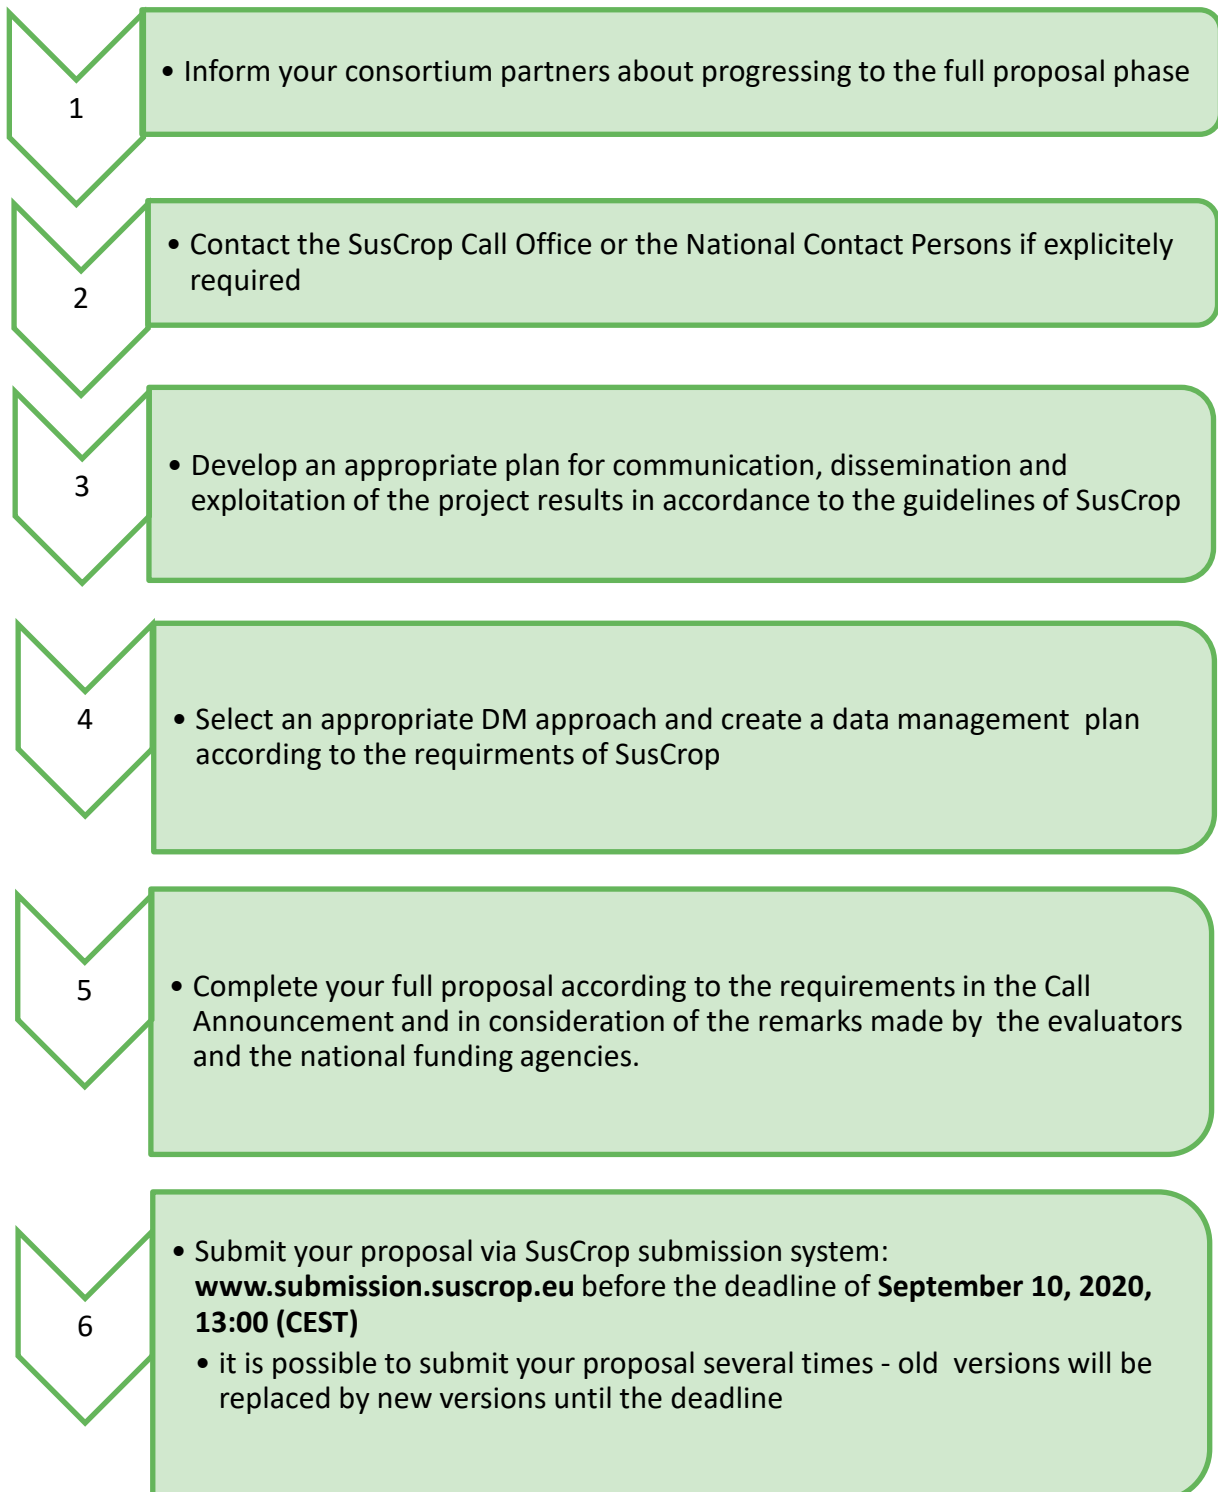 1
• Inform your consortium partners about progressing to the full proposal phase
2
• Contact the SusCrop Call Office or the National Contact Persons if explicitely
required
3
• Develop an appropriate plan for communication, dissemination and
exploitation of the project results in accordance to the guidelines of SusCrop
4
• Select an appropriate DM approach and create a data management  plan
according to the requirments of SusCrop
5
• Complete your full proposal according to the requirements in the Call
Announcement and in consideration of the remarks made by  the evaluators
and the national funding agencies.
6
• Submit your proposal via SusCrop submission system:
www.submission.suscrop.eu before the deadline of September 10, 2020,
13:00 (CEST)
• it is possible to submit your proposal several times - old  versions will be
replaced by new versions until the deadline